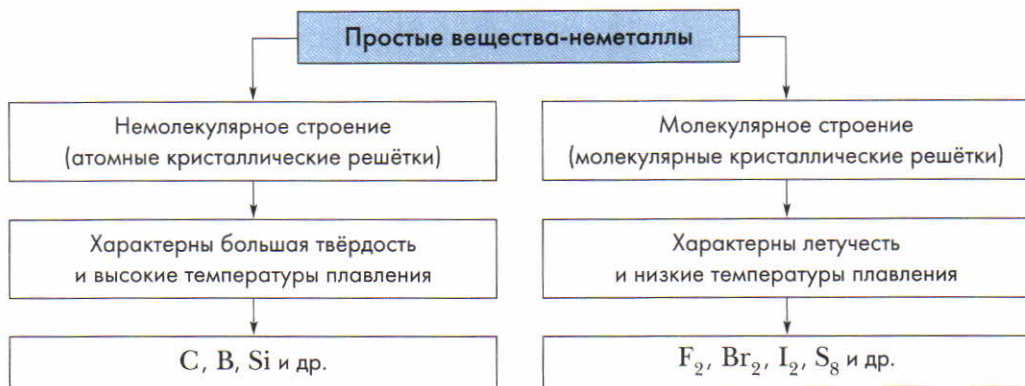 Простые вещества-неметаллы
Немолекулярное строение
(атомные кристаллические решётки)
Молекулярное строение
(молекулярные кристаллические решётки)
Характерны большая твёрдость
и высокие температуры плавления
Характерны летучесть
и низкие температуры плавления
C, B, Si и др.
F₂, Br₂, I₂, S₈ и др.